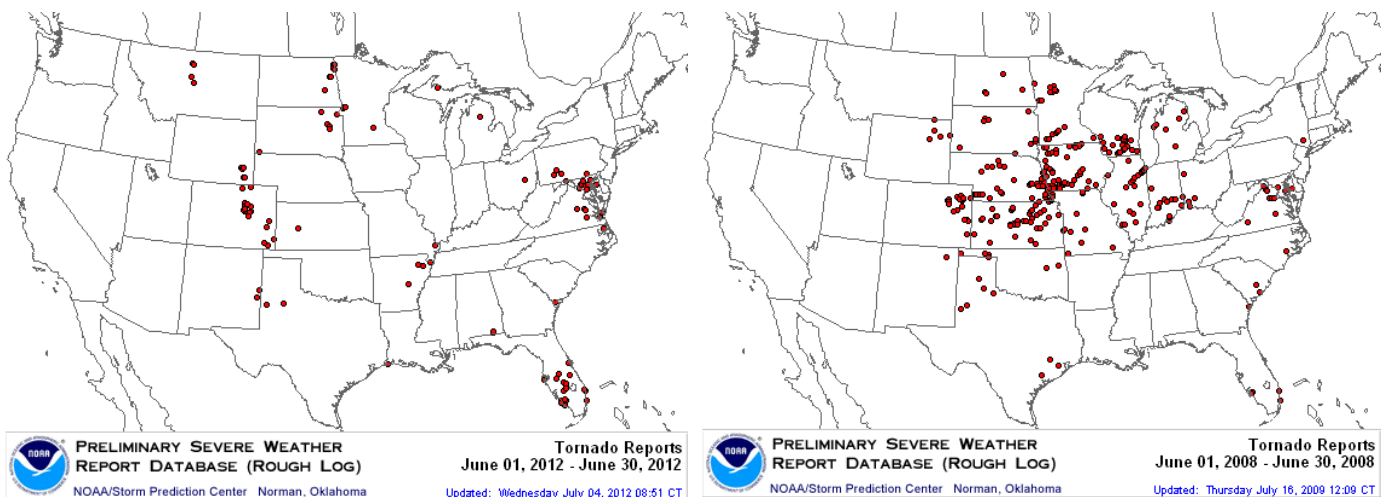 PRELIMINARY SEVERE WEATHER
REPORT DATABASE (ROUGH LOG)
NOAA/Storm Prediction Center Norman, Oklahoma
Tornado Reports
June 01, 2012 - June 30, 2012
Updated: Wednesday July 04, 2012 08:51 CT
NOAA
PRELIMINARY SEVERE WEATHER
REPORT DATABASE (ROUGH LOG)
NOAA/Storm Prediction Center Norman, Oklahoma
Tornado Reports
June 01, 2008 - June 30, 2008
Updated: Thursday July 16, 2009 12:09 CT
NOAA